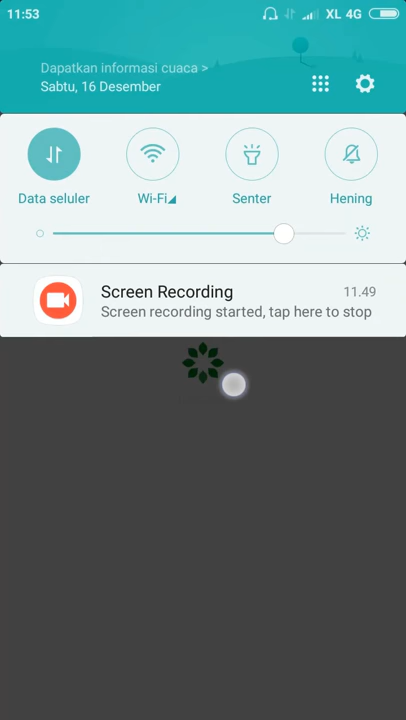 11:53
XL 4G
Dapatkan informasi cuaca >
Sabtu, 16 Desember
Data seluler
Wi-Fi
Senter
Hening
Screen Recording
11.49
Screen recording started, tap here to stop